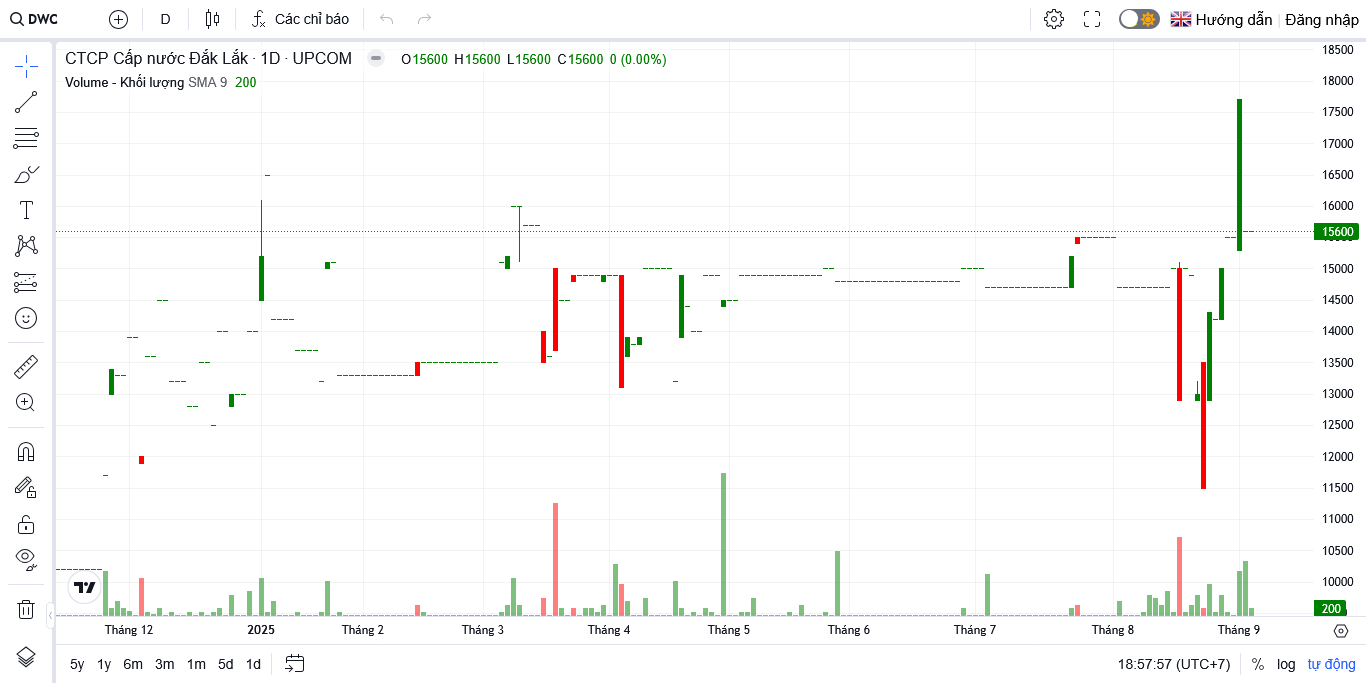 DWC
D
Các chỉ báo
Hướng dẫn
Đăng nhập
CTCP Cấp nước Đắk Lắk · 1D · UPCOM
O15600 H15600 L15600 C15600 0 (0.00%)
Volume - Khối lượng SMA 9 200
18500
18000
17500
17000
16500
16000
15600
15000
14500
14000
13500
13000
12500
12000
11500
11000
10500
10000
200
Tháng 12
2025
Tháng 2
Tháng 3
Tháng 4
Tháng 5
Tháng 6
Tháng 7
Tháng 8
Tháng 9
5y 1y 6m 3m 1m 5d 1d
18:57:57 (UTC+7)
%
log
tự động